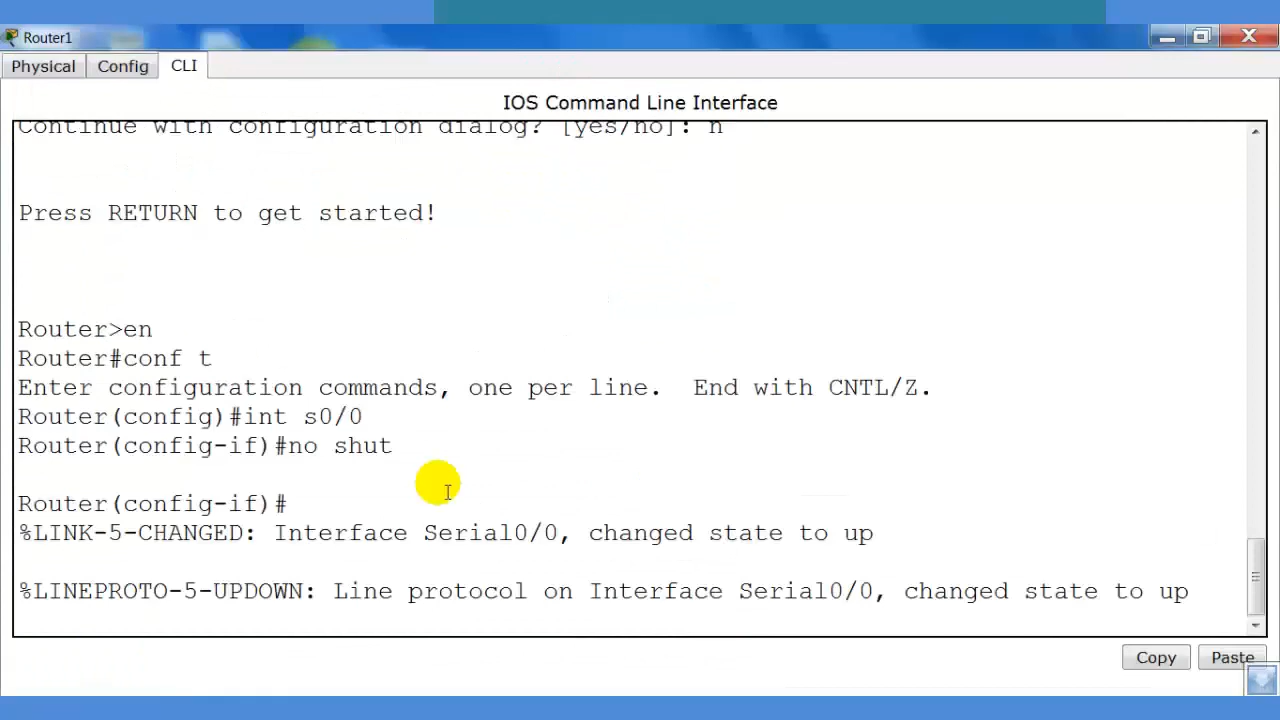 Router1
Physical Config CLI
IOS Command Line Interface
Continue with configuration dialog? [yes/no]: n
Press RETURN to get started!
Router>en
Router#conf t
Enter configuration commands, one per line.  End with CNTL/Z.
Router(config)#int s0/0
Router(config-if)#no shut
Router(config-if)#
%LINK-5-CHANGED: Interface Serial0/0, changed state to up
%LINEPROTO-5-UPDOWN: Line protocol on Interface Serial0/0, changed state to up
Copy Paste